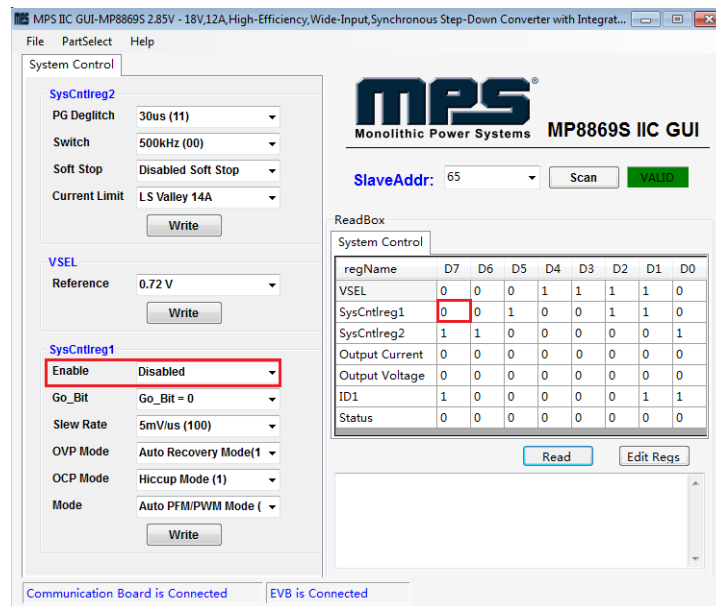 MPS IIC GUI-MP8869S 2.85V - 18V,12A,High-Efficiency,Wide-Input,Synchronous Step-Down Converter with Integrat...
File PartSelect Help
System Control
SysCntlreg2
PG Deglitch 30us (11)
Switch 500kHz (00)
Soft Stop Disabled Soft Stop
Current Limit LS Valley 14A
Write
VSEL
Reference 0.72 V
Write
SysCntlreg1
Enable Disabled
Go_Bit Go_Bit = 0
Slew Rate 5mV/us (100)
OVP Mode Auto Recovery Mode(1
OCP Mode Hiccup Mode (1)
Mode Auto PFM/PWM Mode (
Write
mps®
Monolithic Power Systems MP8869S IIC GUI
SlaveAddr: 65 Scan VALID
ReadBox
System Control
regName D7 D6 D5 D4 D3 D2 D1 D0
VSEL 0 0 0 1 1 1 1 0
SysCntlreg1 0 0 1 0 0 1 1 0
SysCntlreg2 1 1 0 0 0 0 0 1
Output Current 0 0 0 0 0 0 0 0
Output Voltage 0 0 0 0 0 0 0 0
ID1 1 0 0 0 0 0 1 1
Status 0 0 0 0 0 0 0 0
Read Edit Regs
Communication Board is Connected EVB is Connected